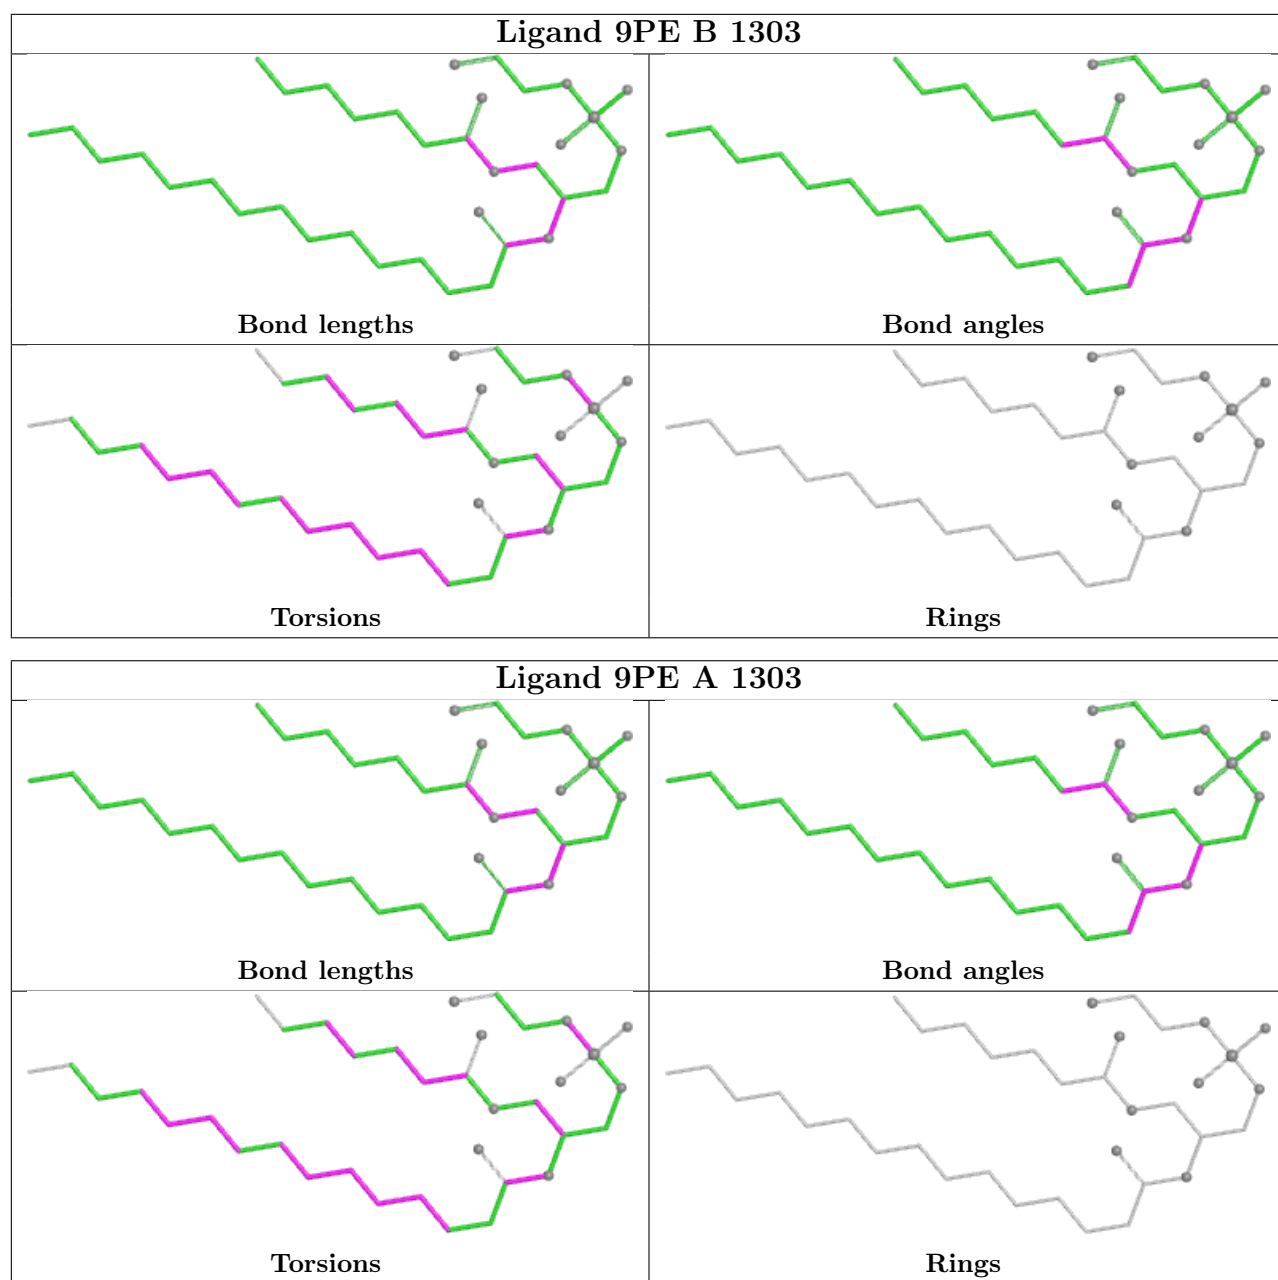 Ligand 9PE B 1303
Bond lengths
Bond angles
Torsions
Rings
Ligand 9PE A 1303
Bond lengths
Bond angles
Torsions
Rings